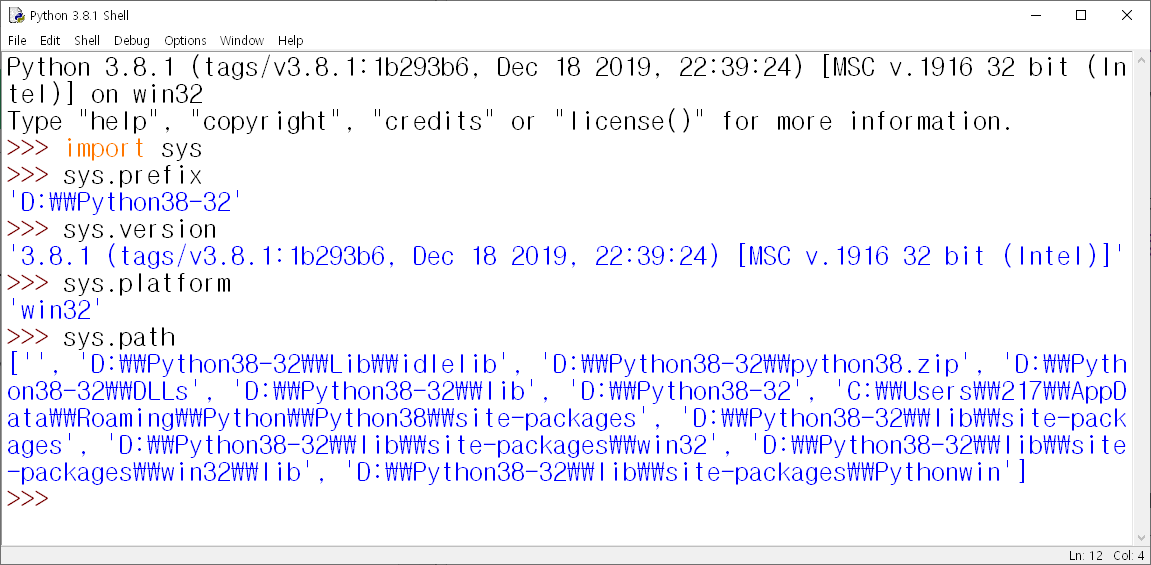 Python 3.8.1 Shell
File Edit Shell Debug Options Window Help
Python 3.8.1 (tags/v3.8.1:1b293b6, Dec 18 2019, 22:39:24) [MSC v.1916 32 bit (In
tel)] on win32
Type "help", "copyright", "credits" or "license()" for more information.
>>> import sys
>>> sys.prefix
'D:₩₩Python38-32'
>>> sys.version
'3.8.1 (tags/v3.8.1:1b293b6, Dec 18 2019, 22:39:24) [MSC v.1916 32 bit (Intel)]'
>>> sys.platform
'win32'
>>> sys.path
['', 'D:₩₩Python38-32₩₩Lib₩₩idlelib', 'D:₩₩Python38-32₩₩python38.zip', 'D:₩₩Pyth
on38-32₩₩DLLs', 'D:₩₩Python38-32₩₩lib', 'D:₩₩Python38-32', 'C:₩₩Users₩₩217₩₩AppD
ata₩₩Roaming₩₩Python₩₩Python38₩₩site-packages', 'D:₩₩Python38-32₩₩lib₩₩site-pack
ages', 'D:₩₩Python38-32₩₩lib₩₩site-packages₩₩win32', 'D:₩₩Python38-32₩₩lib₩₩site
-packages₩₩win32₩₩lib', 'D:₩₩Python38-32₩₩lib₩₩site-packages₩₩Pythonwin']
>>>
Ln: 12 Col: 4